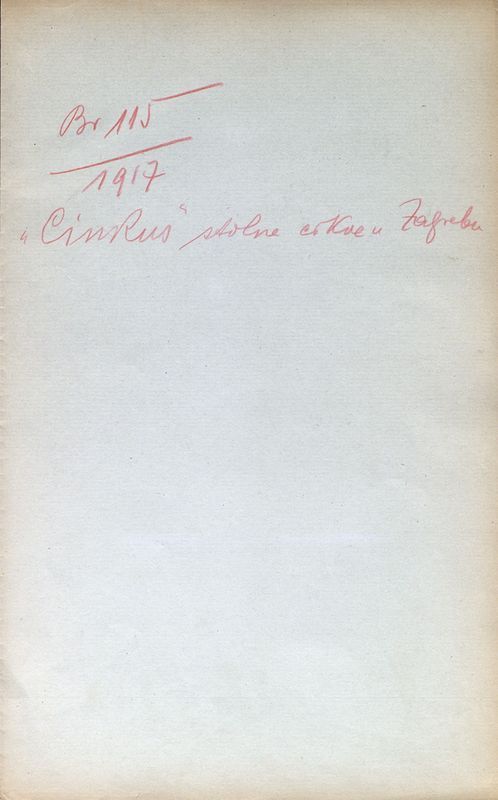 Br 115
1917
„Cinkuš“ stolne crkve u Zagrebu